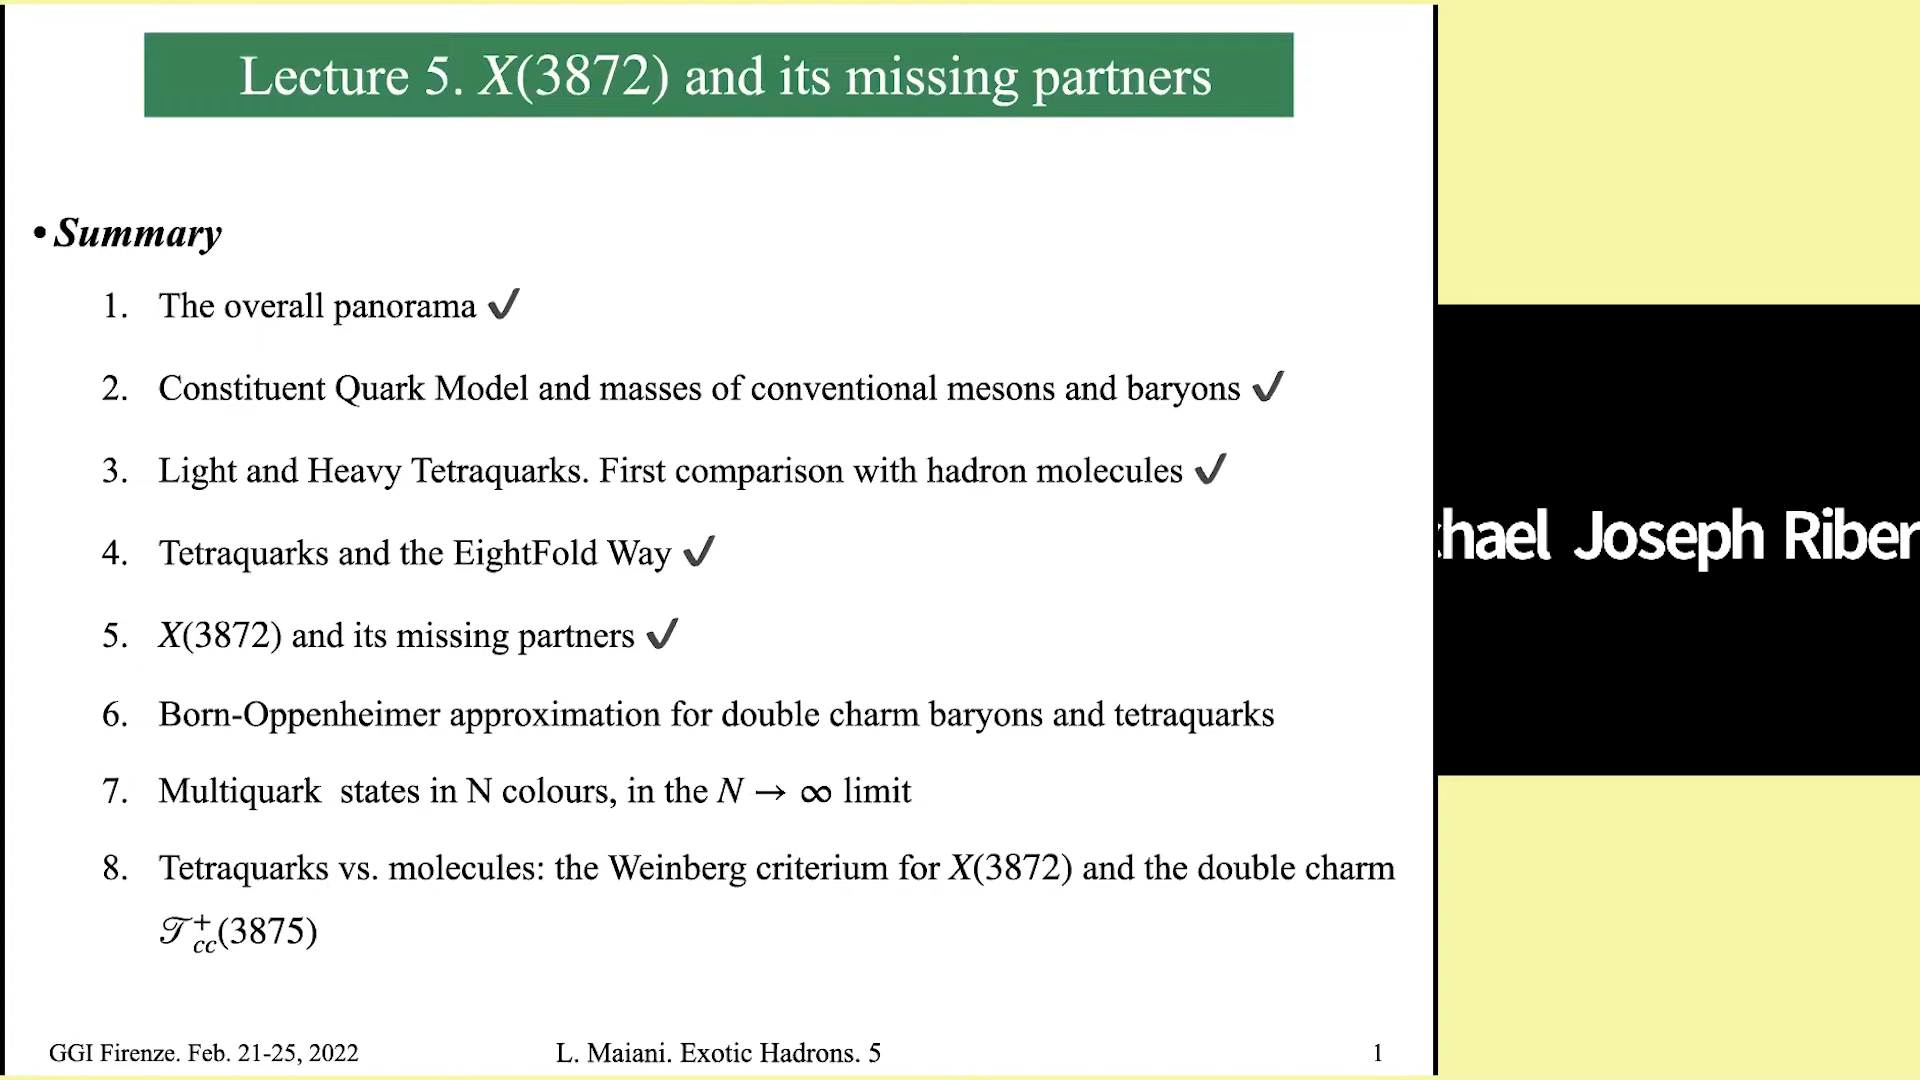 Lecture 5. X(3872) and its missing partners
• Summary
1. The overall panorama ✓
2. Constituent Quark Model and masses of conventional mesons and baryons ✓
3. Light and Heavy Tetraquarks. First comparison with hadron molecules ✓
4. Tetraquarks and the EightFold Way ✓
5. X(3872) and its missing partners ✓
6. Born-Oppenheimer approximation for double charm baryons and tetraquarks
7. Multiquark states in N colours, in the N → ∞ limit
8. Tetraquarks vs. molecules: the Weinberg criterium for X(3872) and the double charm
𝒯⁺cc(3875)
GGI Firenze. Feb. 21-25, 2022
L. Maiani. Exotic Hadrons. 5
1
hael Joseph Riber